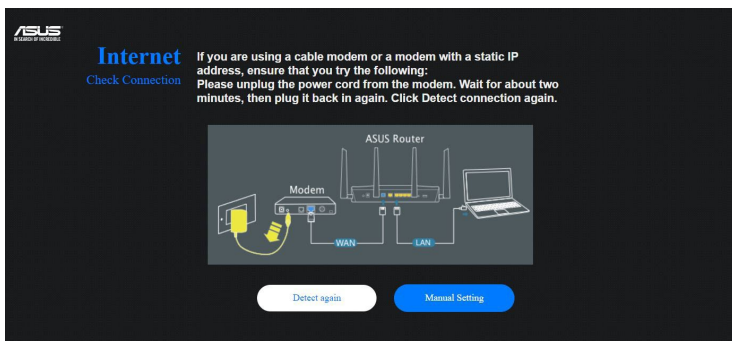 ASUS
IN SEARCH OF INCREDIBLE
Internet
Check Connection
If you are using a cable modem or a modem with a static IP
address, ensure that you try the following:
Please unplug the power cord from the modem. Wait for about two
minutes, then plug it back in again. Click Detect connection again.
ASUS Router
Modem
WAN
LAN
Detect again
Manual Setting